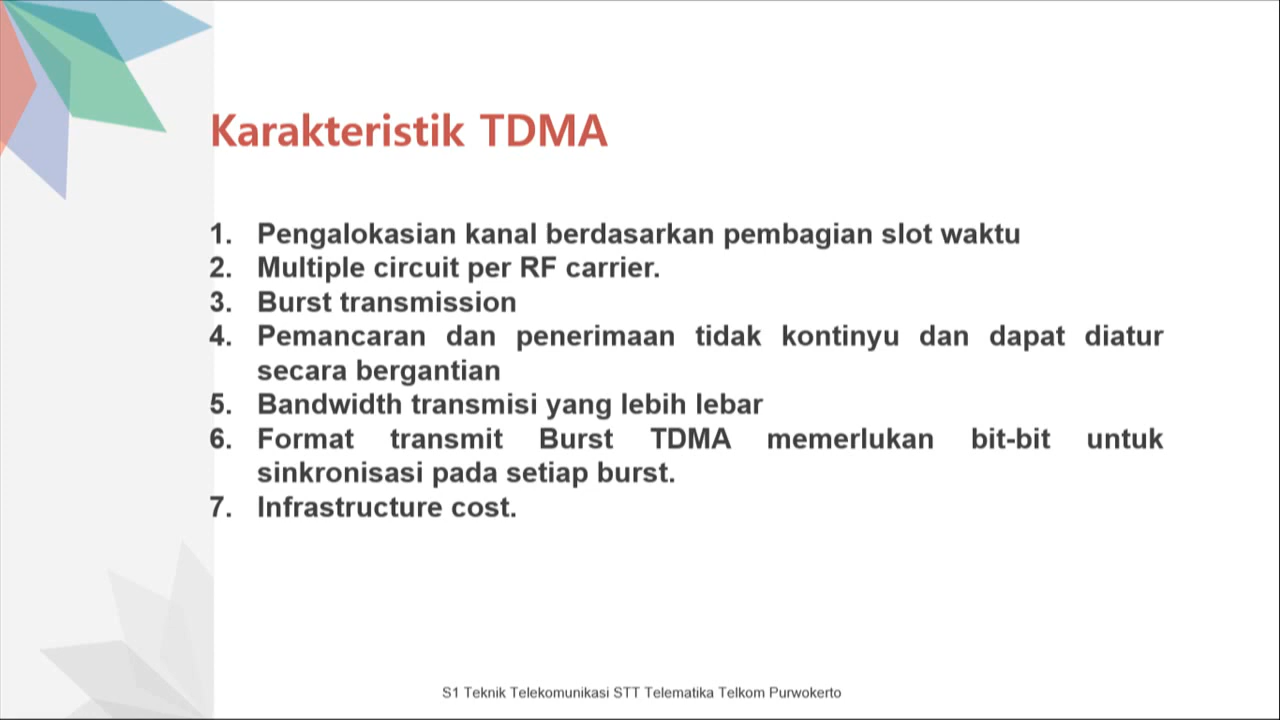 Karakteristik TDMA
1. Pengalokasian kanal berdasarkan pembagian slot waktu
2. Multiple circuit per RF carrier.
3. Burst transmission
4. Pemancaran dan penerimaan tidak kontinyu dan dapat diatur
secara bergantian
5. Bandwidth transmisi yang lebih lebar
6. Format transmit Burst TDMA memerlukan bit-bit untuk
sinkronisasi pada setiap burst.
7. Infrastructure cost.
S1 Teknik Telekomunikasi STT Telematika Telkom Purwokerto